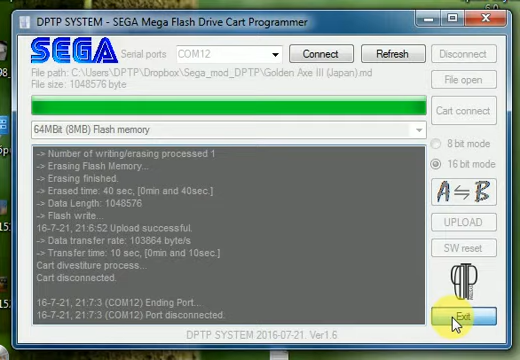 DPTP SYSTEM - SEGA Mega Flash Drive Cart Programmer
SEGA Serial ports COM12 Connect Refresh Disconnect
File path: C:\Users\DPTP\Dropbox\Sega_mod_DPTP\Golden Axe III (Japan).md
File size: 1048576 byte
File open
Cart connect
64MBit (8MB) Flash memory
8 bit mode
16 bit mode
-> Number of writing/erasing processed 1
-> Erasing Flash Memory...
-> Erasing finished.
-> Erased time: 40 sec, [0min and 40sec.]
-> Data Length: 1048576
-> Flash write...
16-7-21, 21:6:52 Upload successful.
-> Data transfer rate: 103864 byte/s
-> Transfer time: 10 sec, [0min and 10sec.]
Cart divestiture process...
Cart disconnected.
16-7-21, 21:7:3 (COM12) Ending Port...
16-7-21, 21:7:3 (COM12) Port disconnected.
A B
UPLOAD
SW reset
Exit
DPTP SYSTEM 2016-07-21. Ver1.6